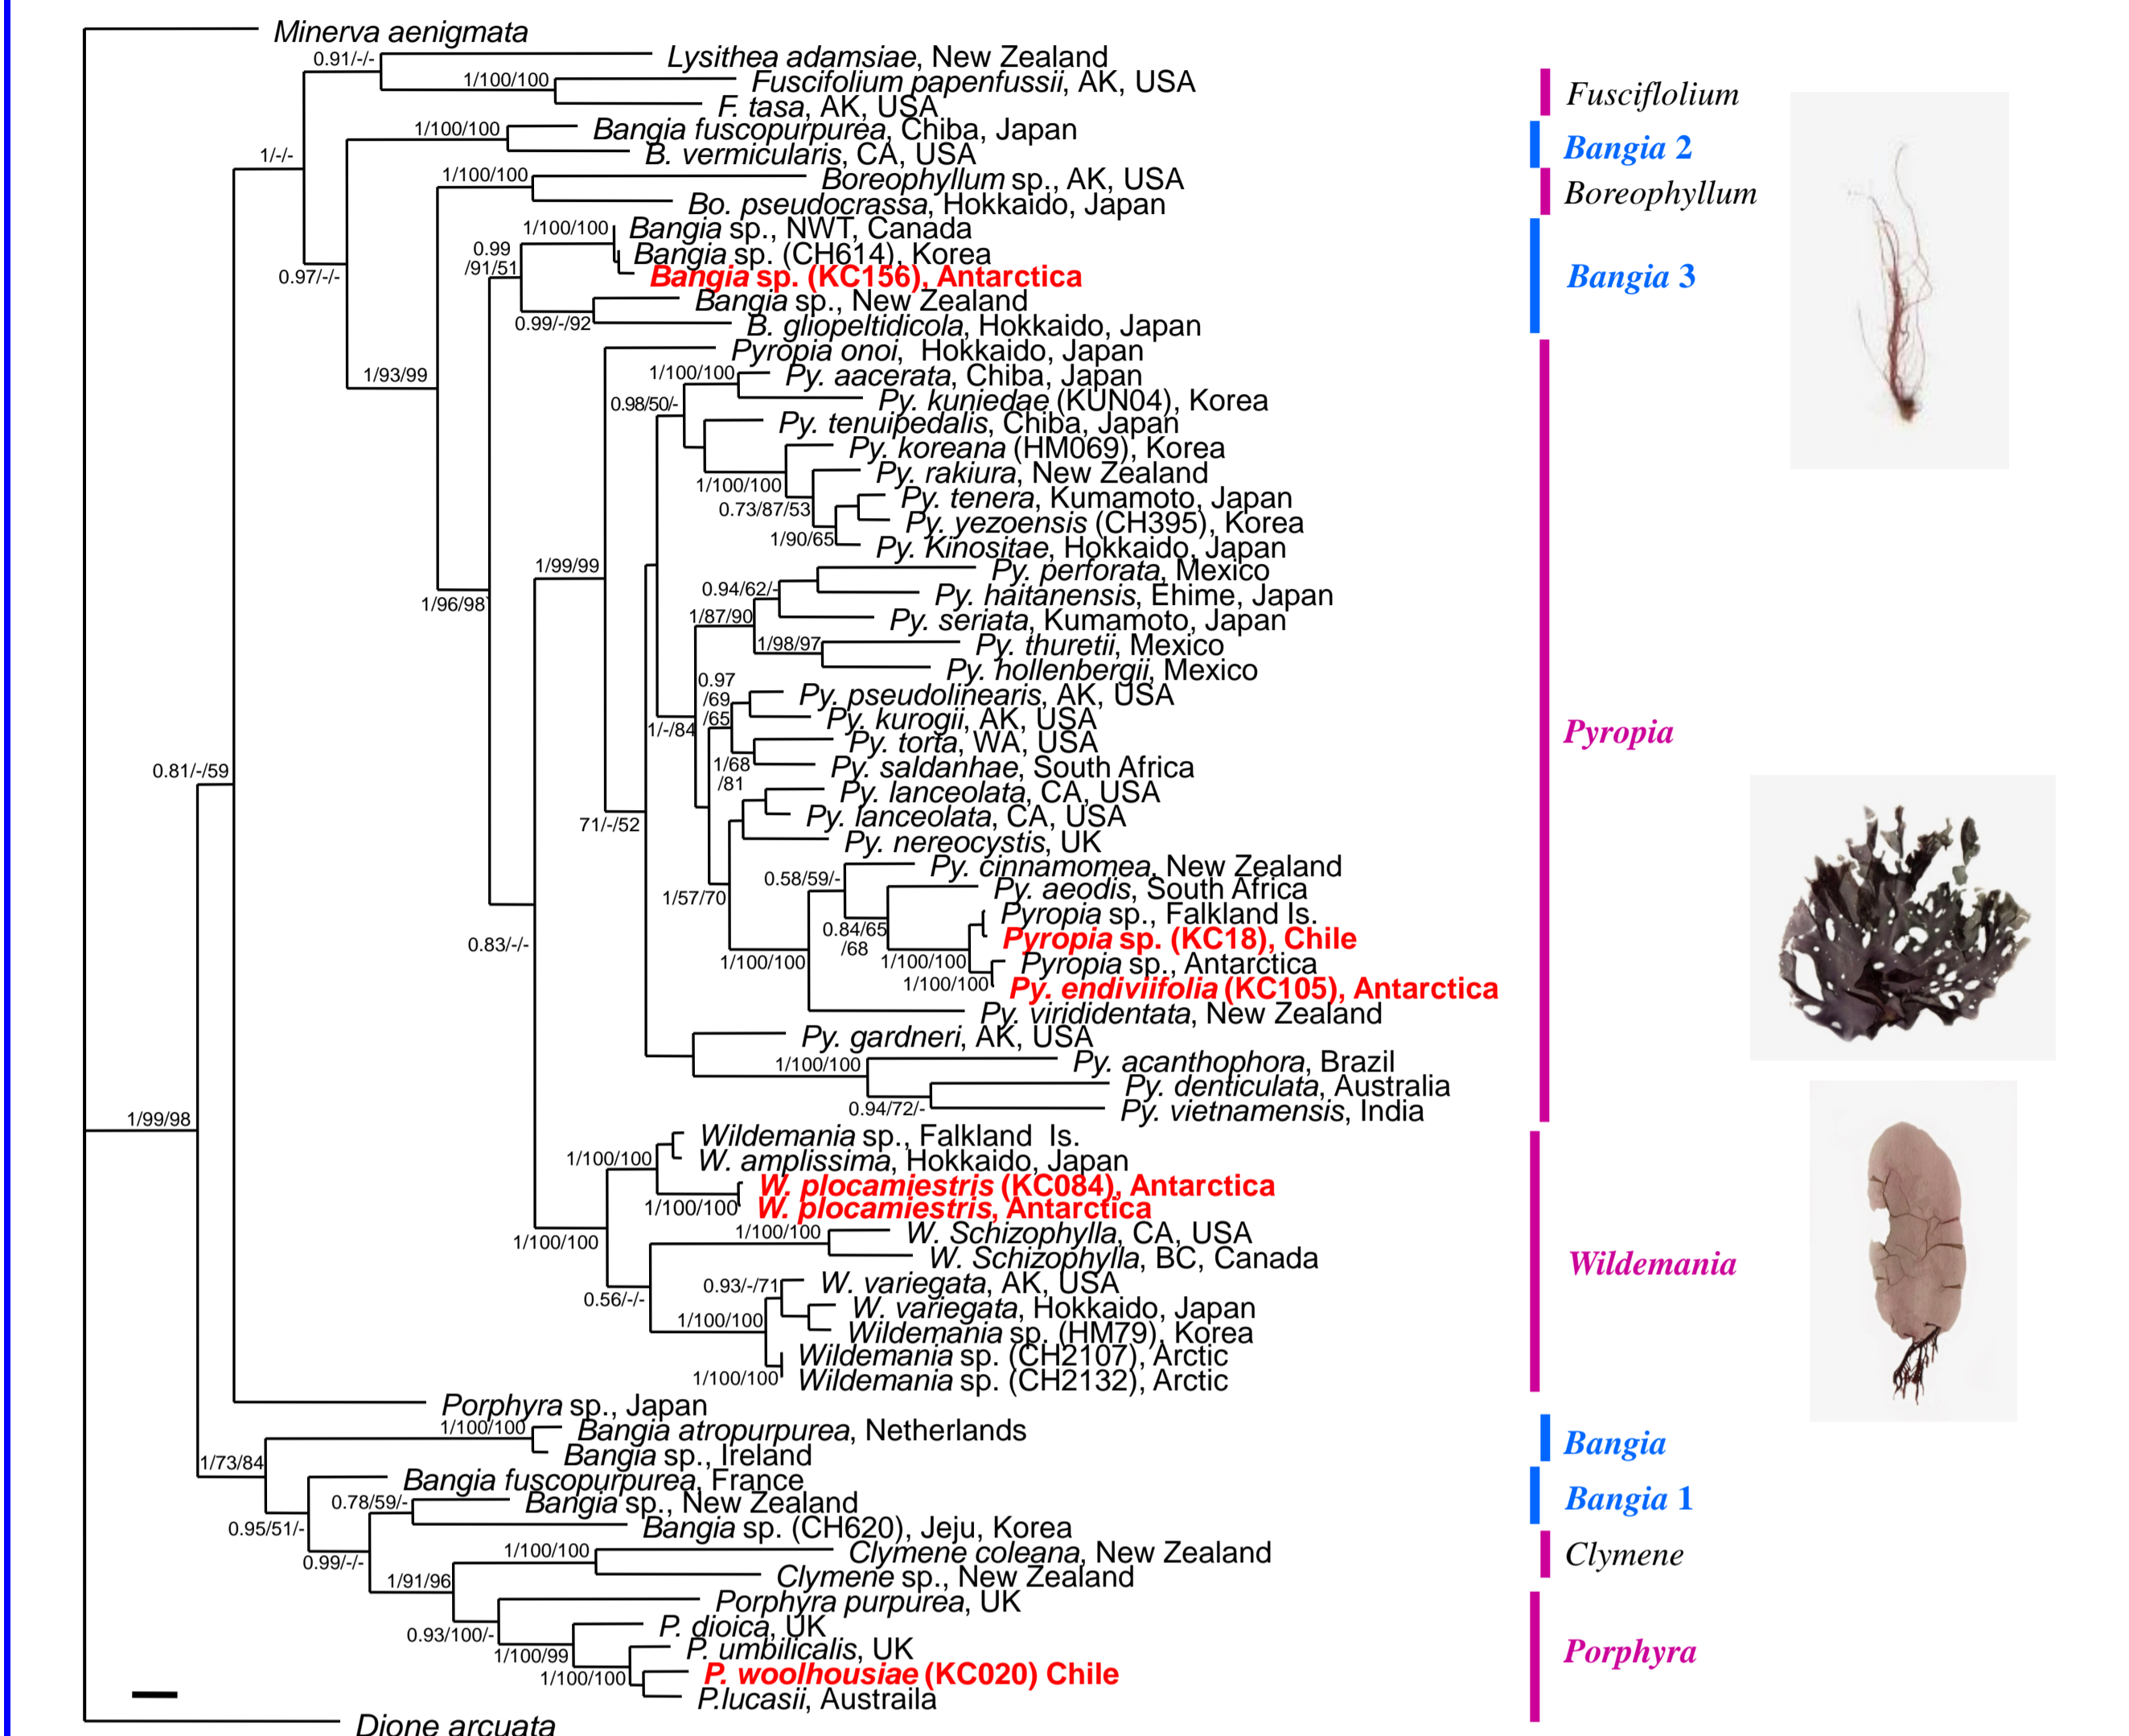 Minerva aenigmata
0.91/-/-
Lysithea adamsiae, New Zealand
1/100/100
Fuscifolium papenfussii, AK, USA
F. tasa, AK, USA
Fusciflolium
1/-/-
1/100/100
Bangia fuscopurpurea, Chiba, Japan
B. vermicularis, CA, USA
Bangia 2
1/100/100
Boreophyllum sp., AK, USA
Bo. pseudocrassa, Hokkaido, Japan
Boreophyllum
0.97/-/-
1/100/100
Bangia sp., NWT, Canada
0.99
/91/51
Bangia sp. (CH614), Korea
Bangia sp. (KC156), Antarctica
Bangia 3
Bangia sp., New Zealand
0.99/-/92
B. gliopeltidicola, Hokkaido, Japan
1/93/99
Pyropia onoi, Hokkaido, Japan
1/100/100
Py. aacerata, Chiba, Japan
0.98/50/-
Py. kuniedae (KUN04), Korea
Py. tenuipedalis, Chiba, Japan
Py. koreana (HM069), Korea
1/100/100
Py. rakiura, New Zealand
0.73/87/53
Py. tenera, Kumamoto, Japan
Py. yezoensis (CH395), Korea
1/90/65
Py. Kinositae, Hokkaido, Japan
1/99/99
1/96/98
Py. perforata, Mexico
0.94/62/-
Py. haitanensis, Ehime, Japan
1/87/90
Py. seriata, Kumamoto, Japan
1/98/97
Py. thuretii, Mexico
Py. hollenbergii, Mexico
0.97
/69
/65
Py. pseudolinearis, AK, USA
Py. kurogii, AK, USA
1/-/84
Py. torta, WA, USA
1/68
/81
Py. saldanhae, South Africa
Pyropia
0.81/-/59
Py. lanceolata, CA, USA
Py. lanceolata, CA, USA
71/-/52
Py. nereocystis, UK
Py. cinnamomea, New Zealand
0.58/59/-
Py. aeodis, South Africa
1/57/70
Pyropia sp., Falkland Is.
0.84/65
/68
Pyropia sp. (KC18), Chile
0.83/-/-
1/100/100
1/100/100
Pyropia sp., Antarctica
1/100/100
Py. endiviifolia (KC105), Antarctica
Py. virididentata, New Zealand
Py. gardneri, AK, USA
1/100/100
Py. acanthophora, Brazil
Py. denticulata, Australia
0.94/72/-
Py. vietnamensis, India
1/99/98
Wildemania sp., Falkland Is.
1/100/100
W. amplissima, Hokkaido, Japan
W. plocamiestris (KC084), Antarctica
1/100/100
W. plocamiestris, Antarctica
1/100/100
1/100/100
W. Schizophylla, CA, USA
W. Schizophylla, BC, Canada
Wildemania
0.93/-/71
W. variegata, AK, USA
0.56/-/-
W. variegata, Hokkaido, Japan
1/100/100
Wildemania sp. (HM79), Korea
Wildemania sp. (CH2107), Arctic
1/100/100
Wildemania sp. (CH2132), Arctic
Porphyra sp., Japan
1/100/100
Bangia atropurpurea, Netherlands
Bangia sp., Ireland
Bangia
1/73/84
Bangia fuscopurpurea, France
0.78/59/-
Bangia sp., New Zealand
Bangia 1
0.95/51/-
Bangia sp. (CH620), Jeju, Korea
0.99/-/-
1/100/100
Clymene coleana, New Zealand
Clymene sp., New Zealand
Clymene
1/91/96
Porphyra purpurea, UK
0.93/100/-
P. dioica, UK
1/100/99
P. umbilicalis, UK
1/100/100
P. woolhousiae (KC020) Chile
Porphyra
P.lucasii, Austraila
Dione arcuata